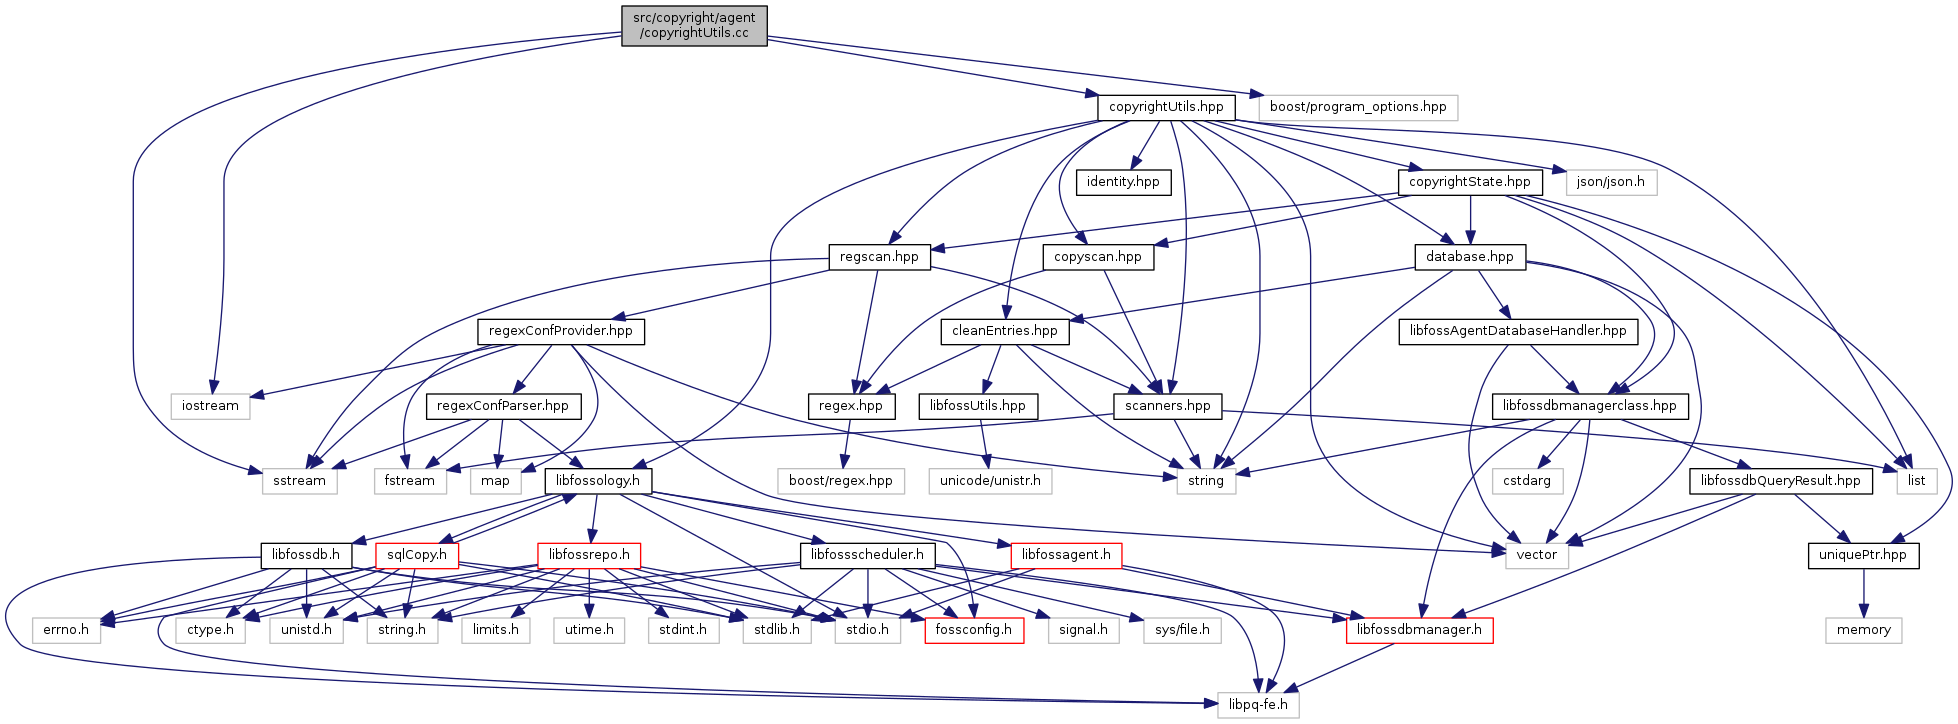 src/copyright/agent
/copyrightUtils.cc
copyrightUtils.hpp
boost/program_options.hpp
identity.hpp
copyrightState.hpp
json/json.h
regscan.hpp
copyscan.hpp
database.hpp
regexConfProvider.hpp
cleanEntries.hpp
libfossAgentDatabaseHandler.hpp
iostream
regexConfParser.hpp
regex.hpp
libfossUtils.hpp
scanners.hpp
libfossdbmanagerclass.hpp
sstream
fstream
map
libfossology.h
boost/regex.hpp
unicode/unistr.h
string
cstdarg
libfossdbQueryResult.hpp
list
libfossdb.h
sqlCopy.h
libfossrepo.h
libfossscheduler.h
libfossagent.h
vector
uniquePtr.hpp
errno.h
ctype.h
unistd.h
string.h
limits.h
utime.h
stdint.h
stdlib.h
stdio.h
fossconfig.h
signal.h
sys/file.h
libfossdbmanager.h
memory
libpq-fe.h